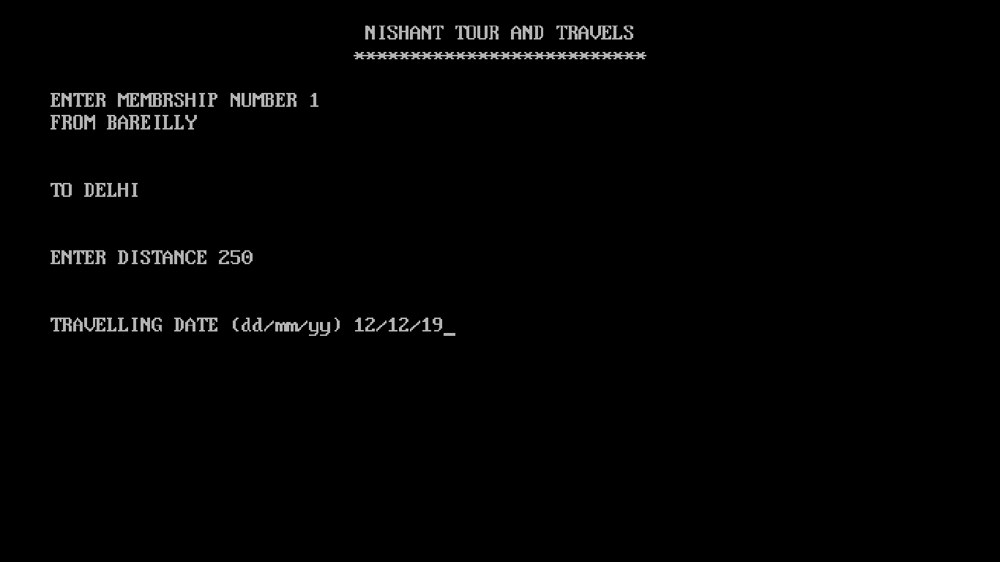 NISHANT TOUR AND TRAVELS
**************************
ENTER MEMBRSHIP NUMBER 1
FROM BAREILLY
TO DELHI
ENTER DISTANCE 250
TRAVELLING DATE (dd/mm/yy) 12/12/19_